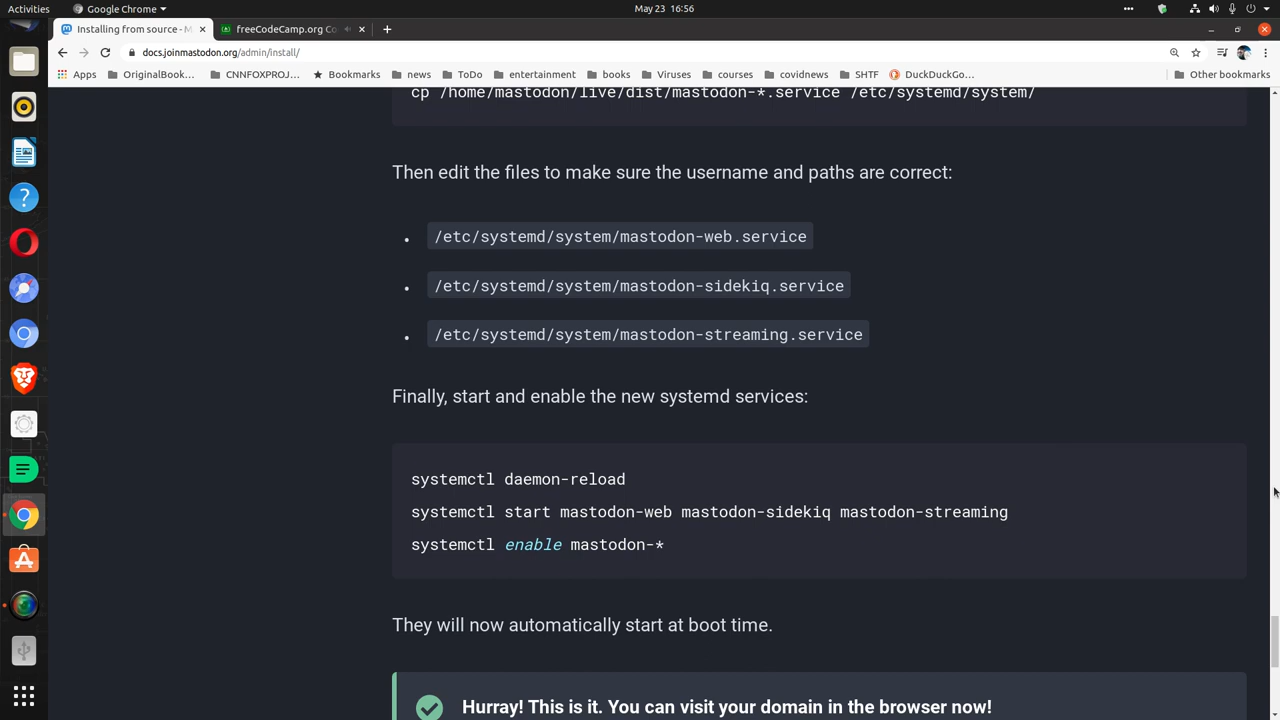 Activities
Google Chrome
May 23 16:56
Installing from source - M
freeCodeCamp.org Co
docs.joinmastodon.org/admin/install/
Apps
OriginalBook...
CNNFOXPROJ...
Bookmarks
news
ToDo
entertainment
books
Viruses
courses
covidnews
SHTF
DuckDuckGo...
Other bookmarks
cp /home/mastodon/live/dist/mastodon-*.service /etc/systemd/system/
Then edit the files to make sure the username and paths are correct:
• /etc/systemd/system/mastodon-web.service
• /etc/systemd/system/mastodon-sidekiq.service
• /etc/systemd/system/mastodon-streaming.service
Finally, start and enable the new systemd services:
systemctl daemon-reload
systemctl start mastodon-web mastodon-sidekiq mastodon-streaming
systemctl enable mastodon-*
They will now automatically start at boot time.
Hurray! This is it. You can visit your domain in the browser now!